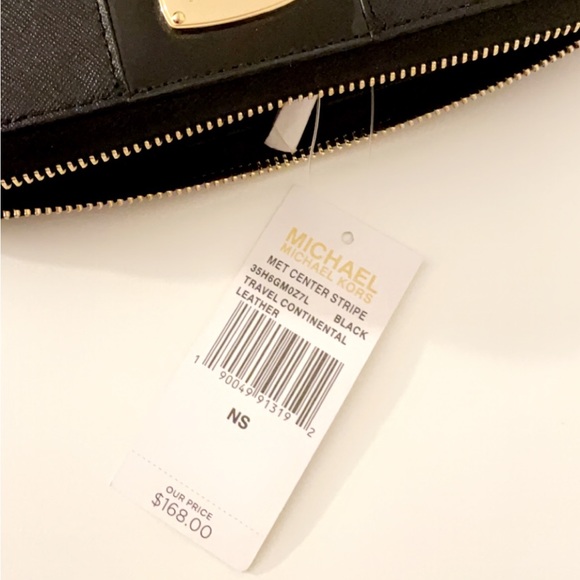 MICHAEL
MICHAEL KORS
MET CENTER STRIPE
35H6GM0Z7L BLACK
TRAVEL CONTINENTAL
LEATHER
1 90049 91319 2
NS
OUR PRICE
$168.00